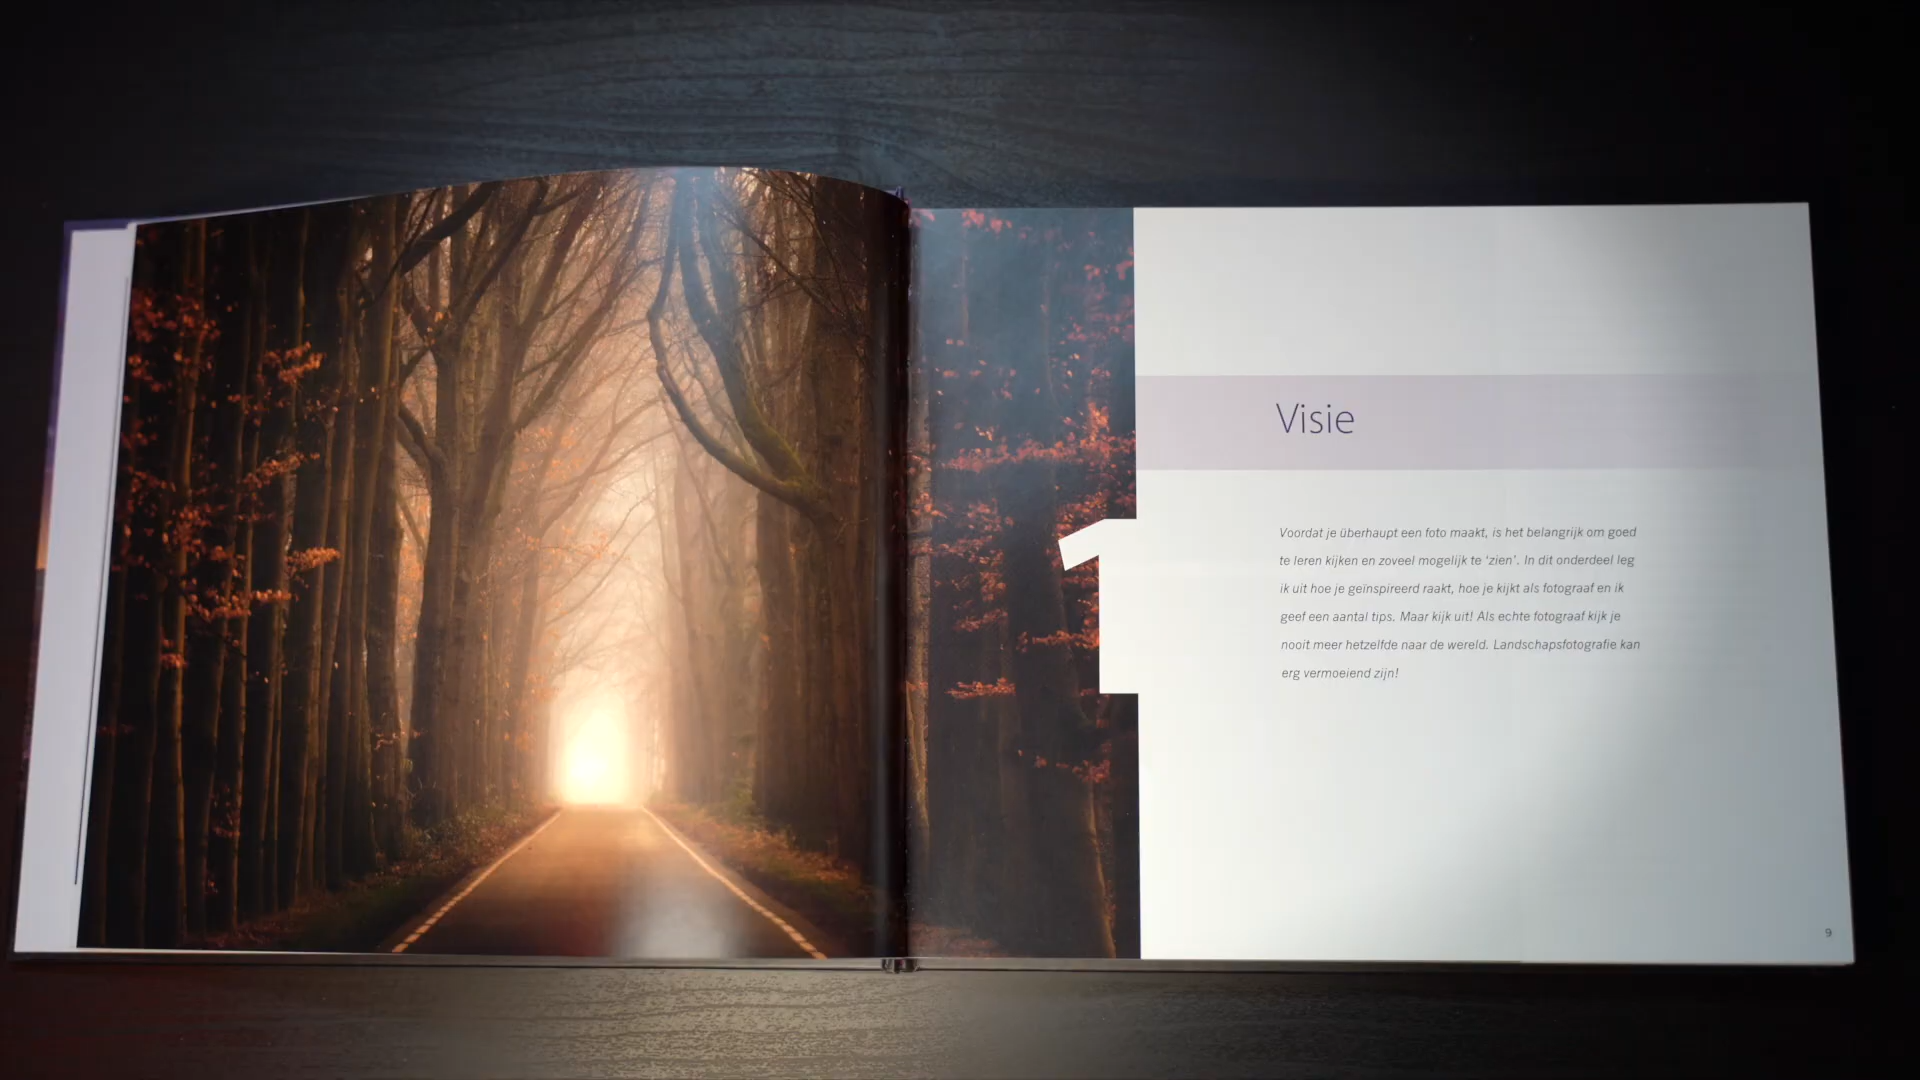 1
Visie
Voordat je überhaupt een foto maakt, is het belangrijk om goed
te leren kijken en zoveel mogelijk te ‘zien’. In dit onderdeel leg
ik uit hoe je geïnspireerd raakt, hoe je kijkt als fotograaf en ik
geef een aantal tips. Maar kijk uit! Als echte fotograaf kijk je
nooit meer hetzelfde naar de wereld. Landschapsfotografie kan
erg vermoeiend zijn!
9